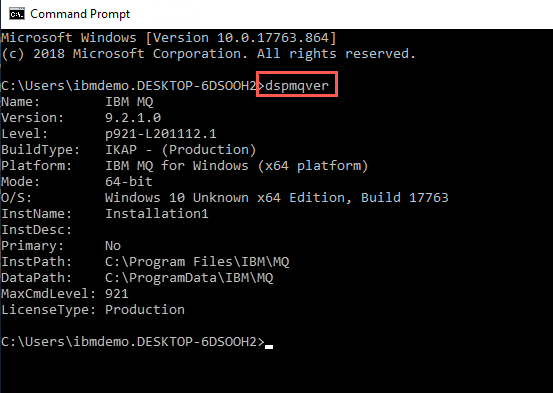 Command Prompt
Microsoft Windows [Version 10.0.17763.864]
(c) 2018 Microsoft Corporation. All rights reserved.
C:\Users\ibmdemo.DESKTOP-6DSOOH2>dspmqver
Name:        IBM MQ
Version:     9.2.1.0
Level:       p921-L201112.1
BuildType:   IKAP - (Production)
Platform:    IBM MQ for Windows (x64 platform)
Mode:        64-bit
O/S:         Windows 10 Unknown x64 Edition, Build 17763
InstName:    Installation1
InstDesc:
Primary:     No
InstPath:    C:\Program Files\IBM\MQ
DataPath:    C:\ProgramData\IBM\MQ
MaxCmdLevel: 921
LicenseType: Production
C:\Users\ibmdemo.DESKTOP-6DSOOH2>